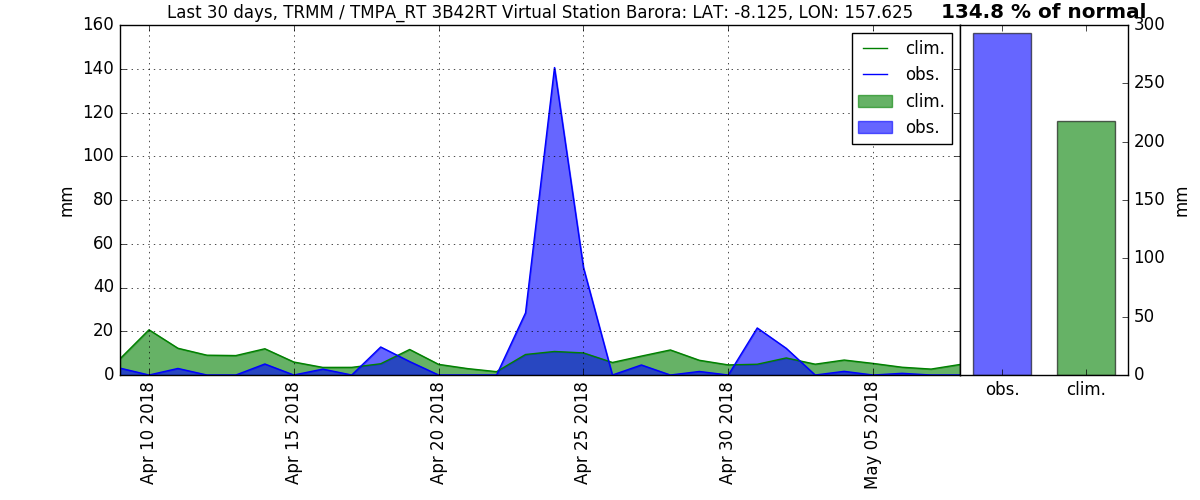 Last 30 days, TRMM / TMPA_RT 3B42RT Virtual Station Barora: LAT: -8.125, LON: 157.625
134.8 % of normal
160
140
120
100
80
60
40
20
0
mm
clim.
obs.
clim.
obs.
300
250
200
150
100
50
0
mm
Apr 10 2018
Apr 15 2018
Apr 20 2018
Apr 25 2018
Apr 30 2018
May 05 2018
obs.
clim.